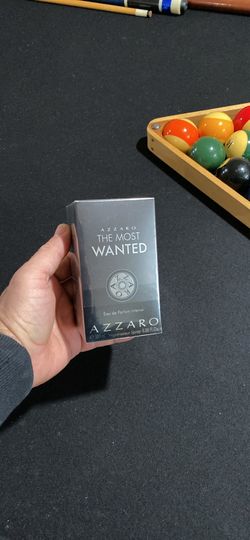 AZZARO
THE MOST
WANTED
Eau de Parfum Intense
AZZARO